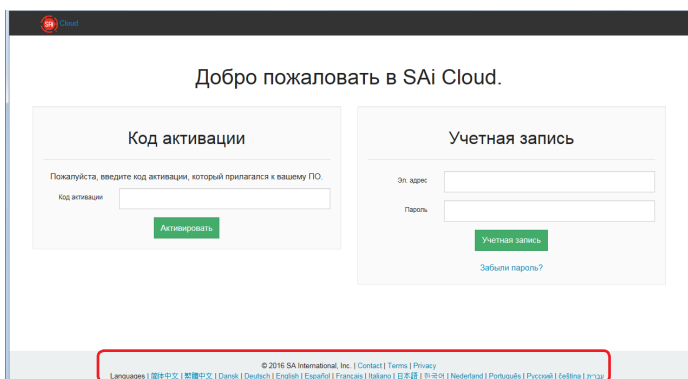 SAi Cloud
Добро пожаловать в SAi Cloud.
Код активации
Пожалуйста, введите код активации, который прилагался к вашему ПО.
Код активации
Активировать
Учетная запись
Эл. адрес
Пароль
Учетная запись
Забыли пароль?
© 2016 SA International, Inc. | Contact | Terms | Privacy
Languages | 简体中文 | 繁體中文 | Dansk | Deutsch | English | Español | Français | Italiano | 日本語 | 한국어 | Nederland | Português | Русский | čeština | עברית